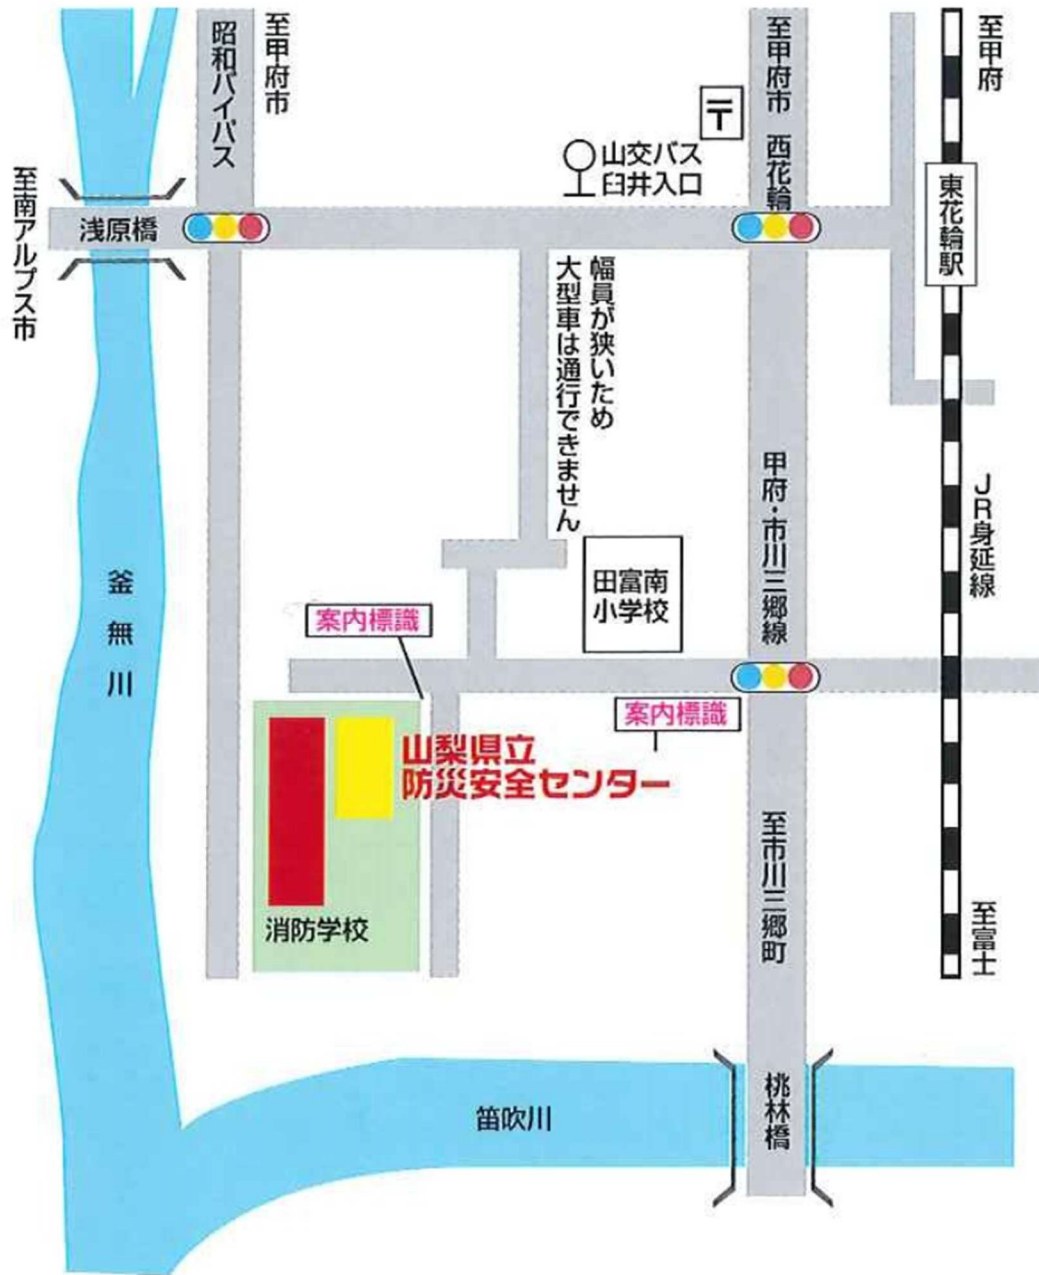 至甲府市
昭和バイパス
至甲府市
西花輪
〒
至甲府
山交バス
臼井入口
東花輪駅
至南アルプス市
浅原橋
幅員が狭いため
大型車は通行できません
甲府・市川三郷線
JR身延線
釜無川
田富南
小学校
案内標識
案内標識
山梨県立
防災安全センター
消防学校
至市川三郷町
至富士
笛吹川
桃林橋